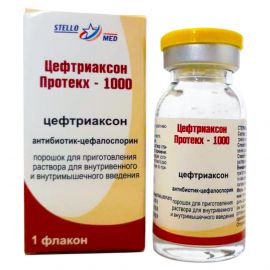 STELLO
MED
Цефтриаксон
Протекх - 1000
цефтриаксон
антибиотик-цефалоспорин
порошок для приготовления
раствора для внутривенного
и внутримышечного введения
1 флакон
Цефтриаксон
Протекх - 1000
цефтриаксон
антибиотик-цефалоспорин
порошок для приготовления
раствора для внутривенного
и внутримышечного введения